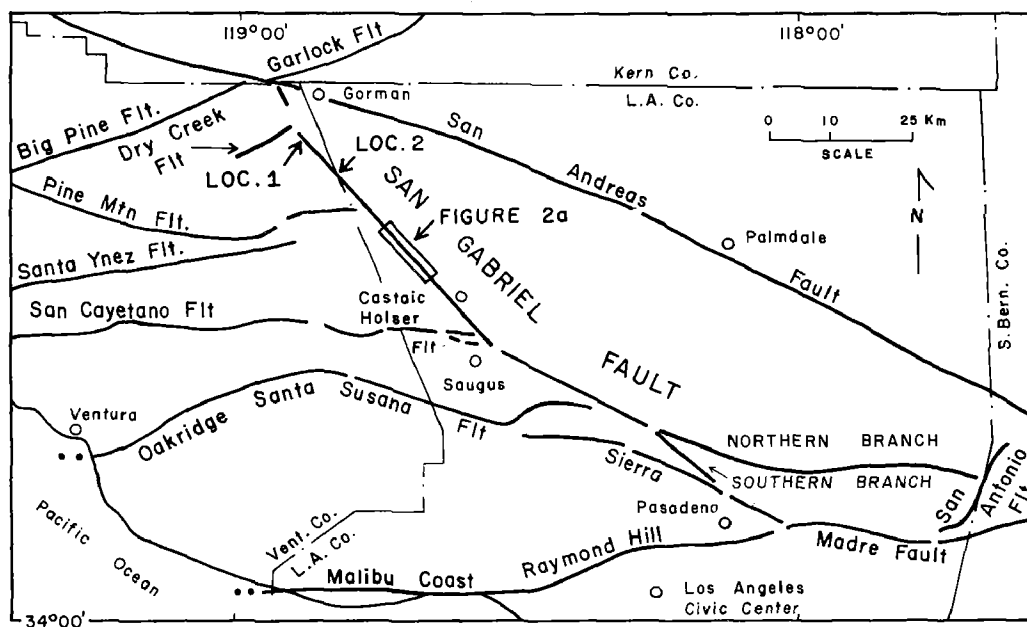 119°00'
118°00'
Garlock Flt
Kern Co.
L.A. Co.
Gorman
Big Pine Flt.
Dry Creek
Flt
LOC. 1
LOC. 2
San
Andreas
Fault
0 10 25 Km
SCALE
N
Pine Mtn Flt.
SAN
GABRIEL
FAULT
FIGURE 2a
Palmdale
Santa Ynez Flt.
S. Bern. Co.
San Cayetano Flt
Castaic
Holser
Flt
Saugus
Ventura
Oakridge Santa Susana Flt
NORTHERN BRANCH
SOUTHERN BRANCH
Sierra
Madre Fault
San
Antonio
Flt
Pasadeno
Pacific
Ocean
Vent. Co.
L.A. Co.
Malibu Coast
Raymond Hill
Los Angeles
Civic Center
34°00'